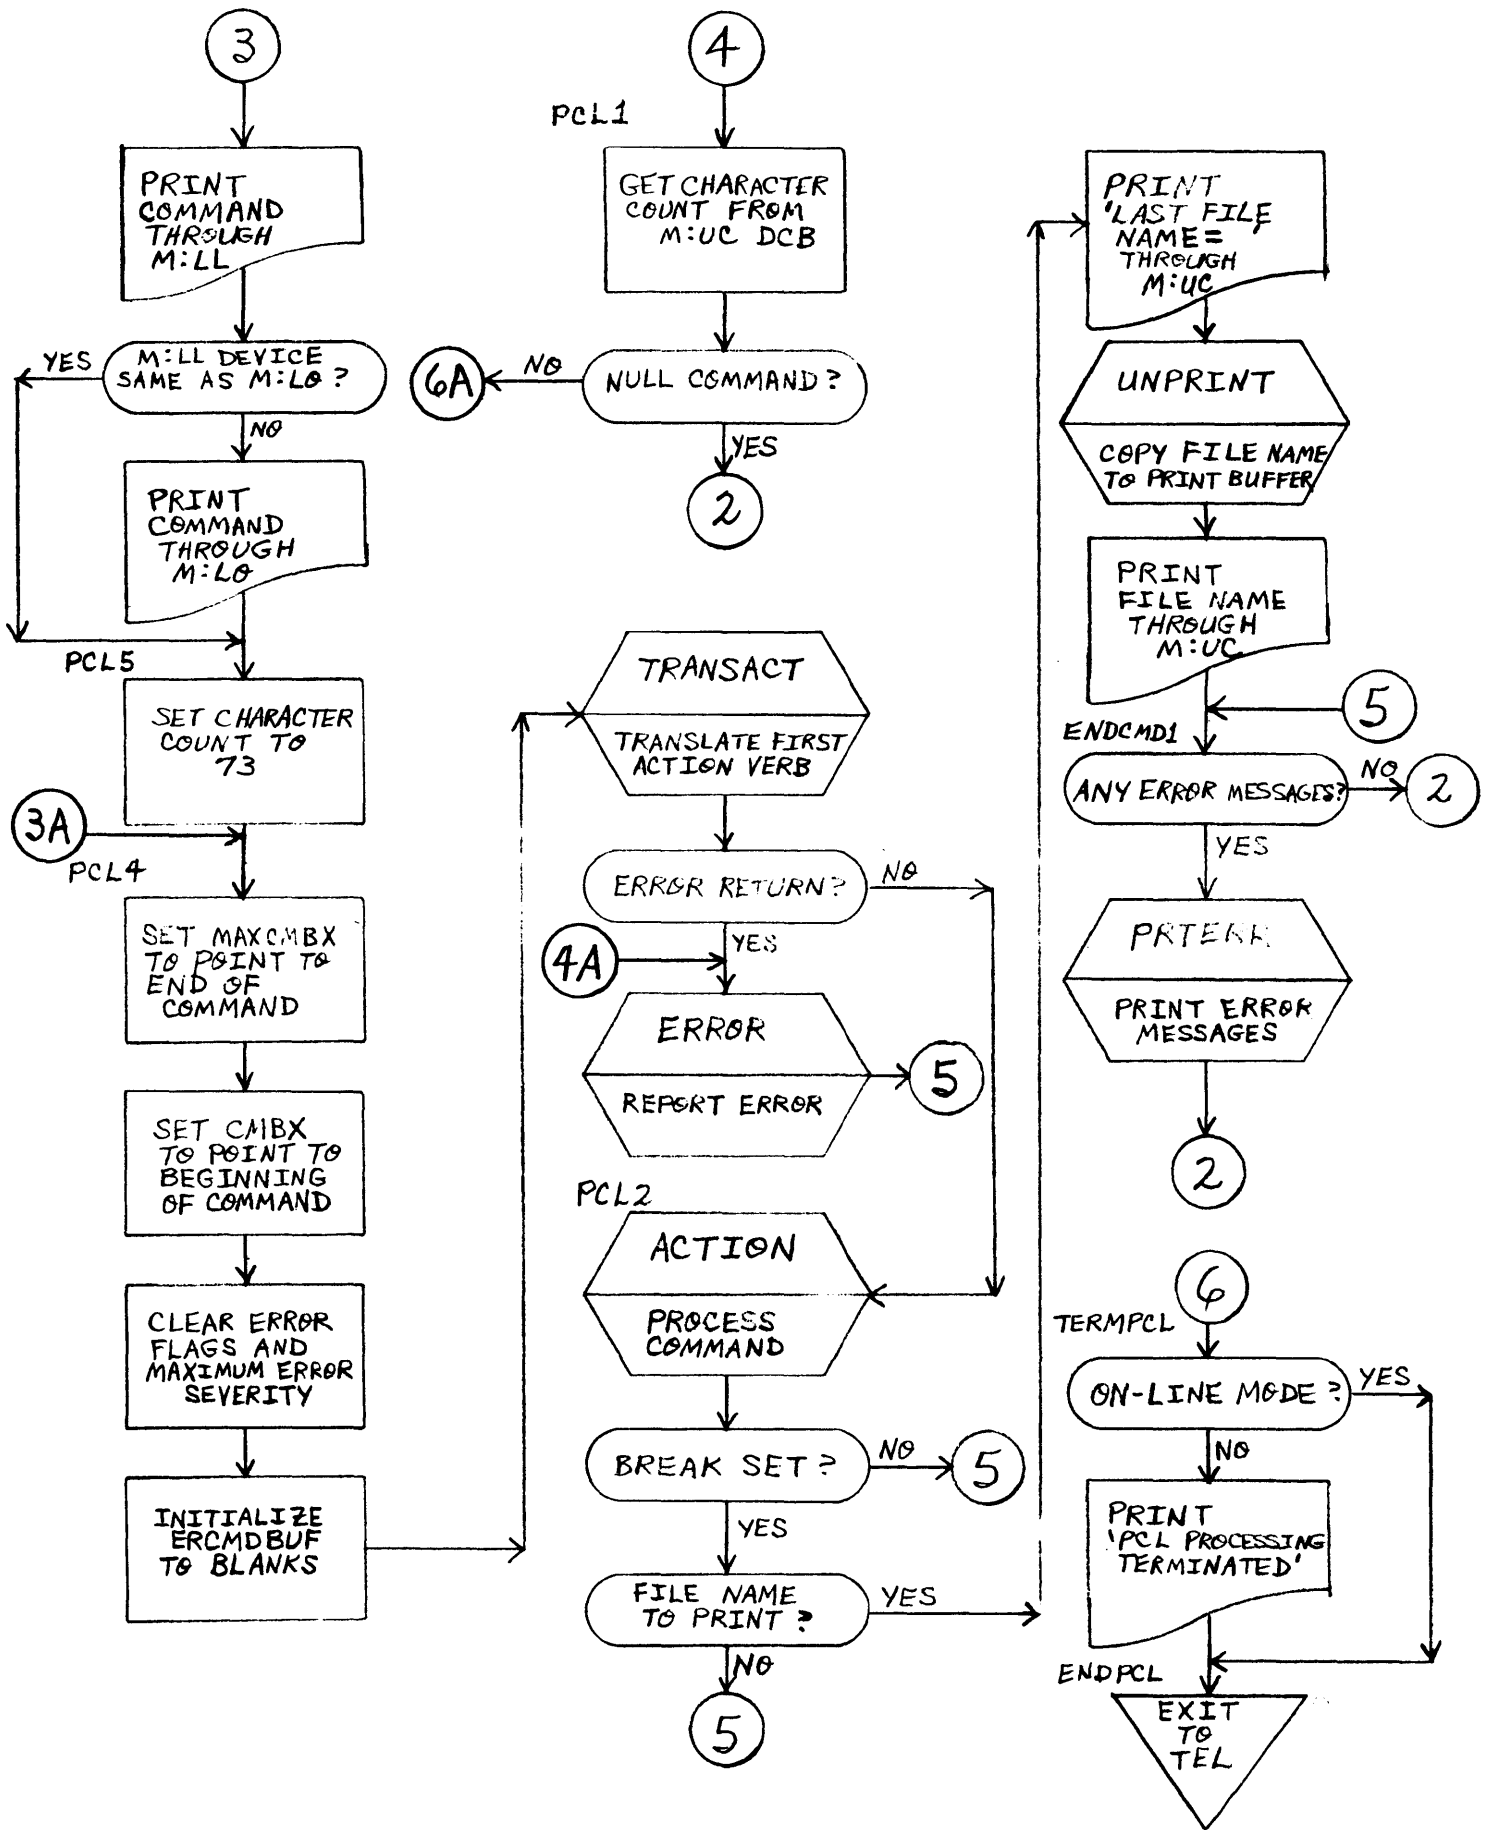 3
PRINT
COMMAND
THROUGH
M:LL
YES
M:LL DEVICE
SAME AS M:LO?
NO
PRINT
COMMAND
THROUGH
M:LO
PCL5
SET CHARACTER
COUNT TO
73
3A
PCL4
SET MAXCMBX
TO POINT TO
END OF
COMMAND
SET CMBX
TO POINT TO
BEGINNING
OF COMMAND
CLEAR ERROR
FLAGS AND
MAXIMUM ERROR
SEVERITY
INITIALIZE
ERCMDBUF
TO BLANKS
4
PCL1
GET CHARACTER
COUNT FROM
M:UC DCB
6A
NO
NULL COMMAND?
YES
2
TRANSACT
TRANSLATE FIRST
ACTION VERB
ERROR RETURN?
NO
YES
4A
ERROR
REPORT ERROR
5
PCL2
ACTION
PROCESS
COMMAND
BREAK SET?
NO
5
YES
FILE NAME
TO PRINT?
YES
NO
5
PRINT
'LAST FILE
NAME= '
THROUGH
M:UC
UNPRINT
COPY FILE NAME
TO PRINT BUFFER
PRINT
FILE NAME
THROUGH
M:UC
5
ENDCMD1
ANY ERROR MESSAGES?
NO
2
YES
PRTERR
PRINT ERROR
MESSAGES
2
6
TERMPCL
ON-LINE MODE?
YES
NO
PRINT
'PCL PROCESSING
TERMINATED'
ENDPCL
EXIT
TO
TEL